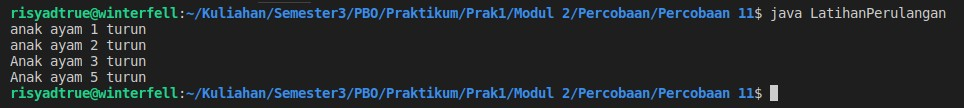 risyadtrue@winterfell:~/Kuliahan/Semester3/PBO/Praktikum/Prak1/Modul 2/Percobaan/Percobaan 11$ java LatihanPerulangan
anak ayam 1 turun
anak ayam 2 turun
Anak ayam 3 turun
Anak ayam 5 turun
risyadtrue@winterfell:~/Kuliahan/Semester3/PBO/Praktikum/Prak1/Modul 2/Percobaan/Percobaan 11$